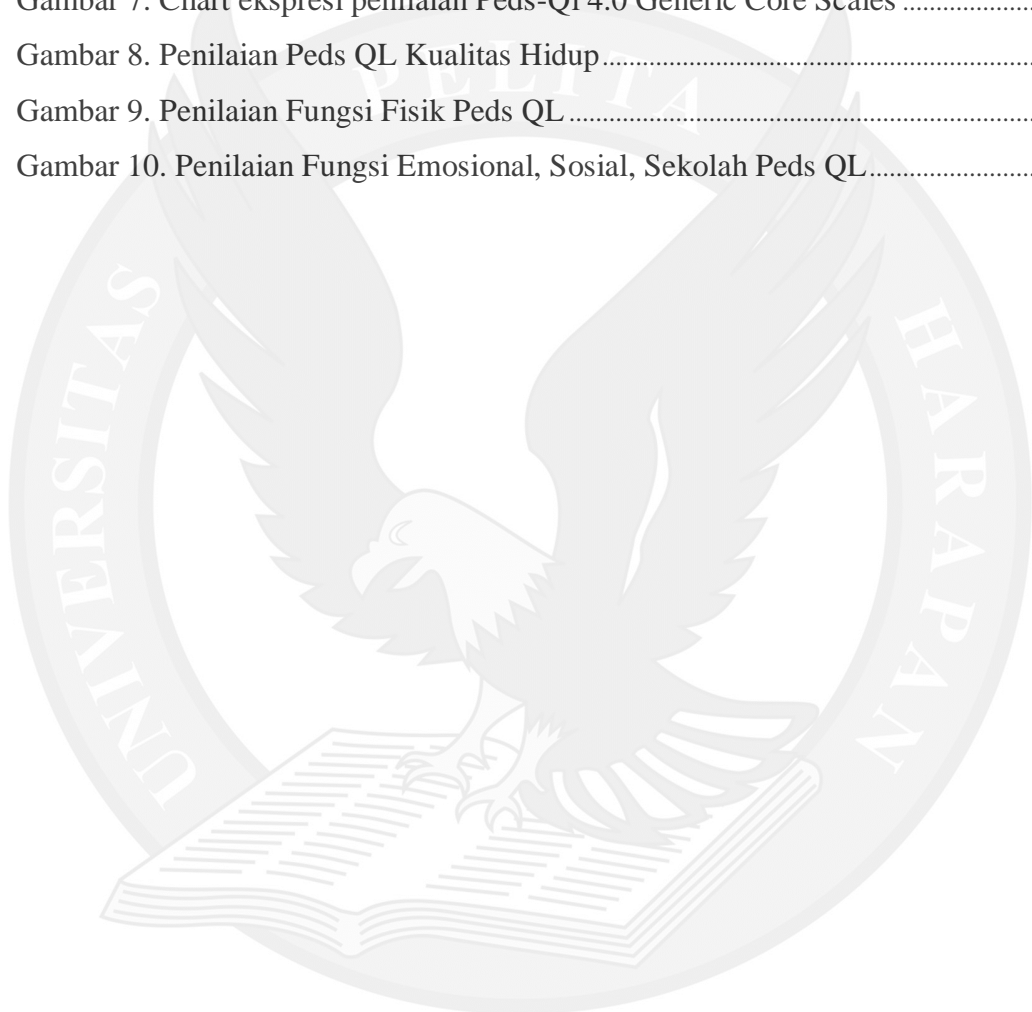 Gambar 7. Chart ekspresi penilaian Peds-Ql 4.0 Generic Core Scales ....................
Gambar 8. Penilaian Peds QL Kualitas Hidup ....................
Gambar 9. Penilaian Fungsi Fisik Peds QL ....................
Gambar 10. Penilaian Fungsi Emosional, Sosial, Sekolah Peds QL ....................
UNIVERSITAS PELITA HARAPAN